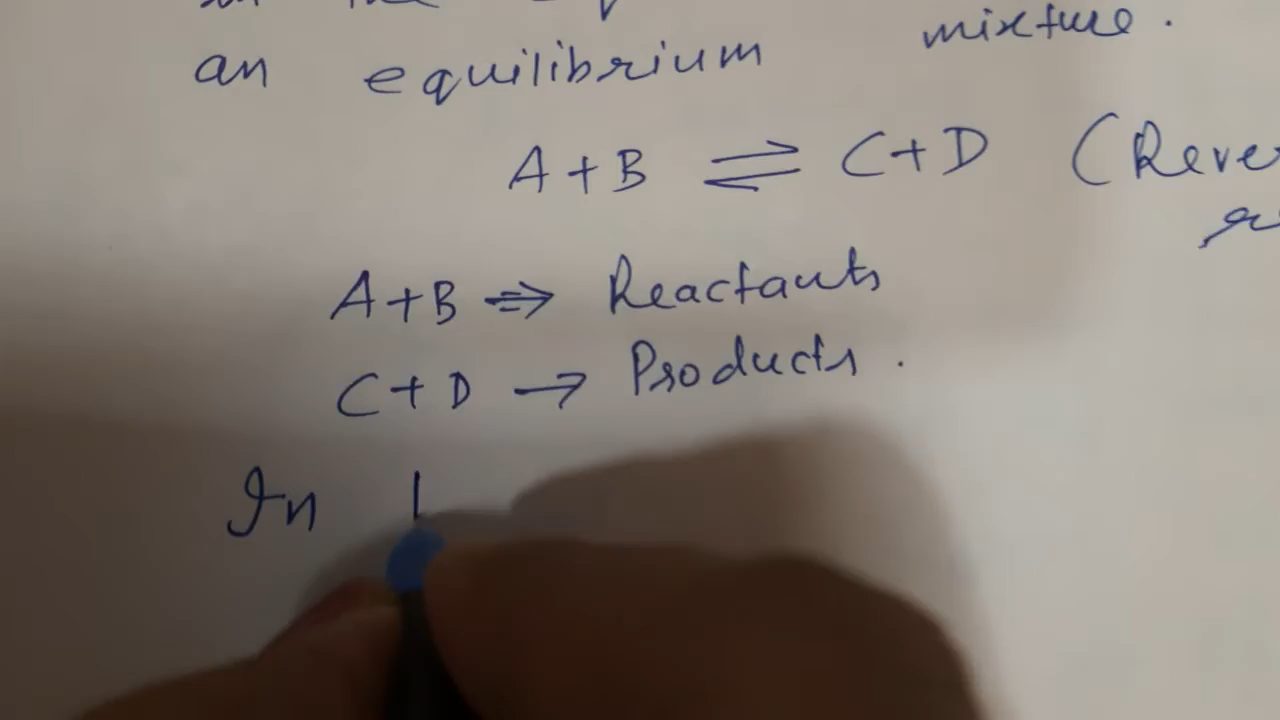 an equilibrium mixture.
A + B ⇌ C + D (Reve
A + B ⇒ Reactants
C + D → Products.
In